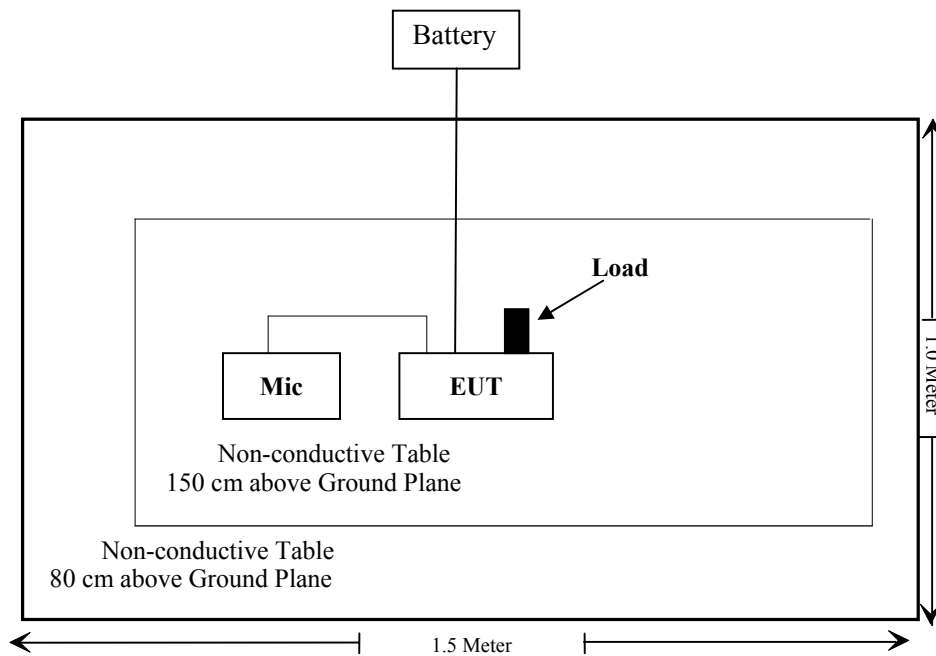 Battery
Load
Mic
EUT
Non-conductive Table
150 cm above Ground Plane
Non-conductive Table
80 cm above Ground Plane
1.0 Meter
1.5 Meter